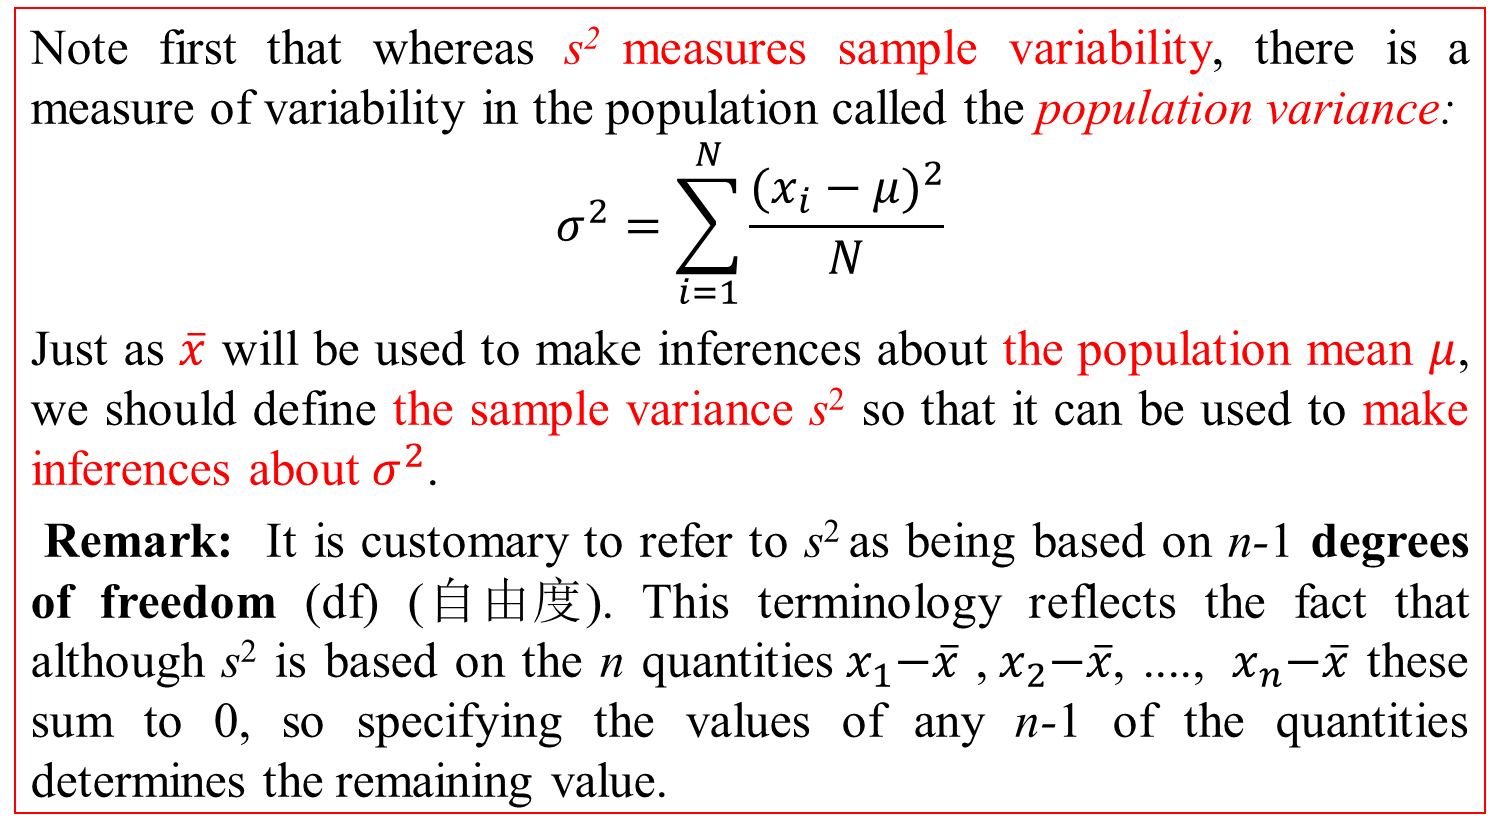 Note first that whereas s² measures sample variability, there is a
measure of variability in the population called the population variance:
σ² = ∑_{i=1}^{N} (x_i − μ)² / N
Just as x̄ will be used to make inferences about the population mean μ,
we should define the sample variance s² so that it can be used to make
inferences about σ².
Remark: It is customary to refer to s² as being based on n-1 degrees
of freedom (df) (自由度). This terminology reflects the fact that
although s² is based on the n quantities x₁−x̄ , x₂−x̄, ...., xₙ−x̄ these
sum to 0, so specifying the values of any n-1 of the quantities
determines the remaining value.